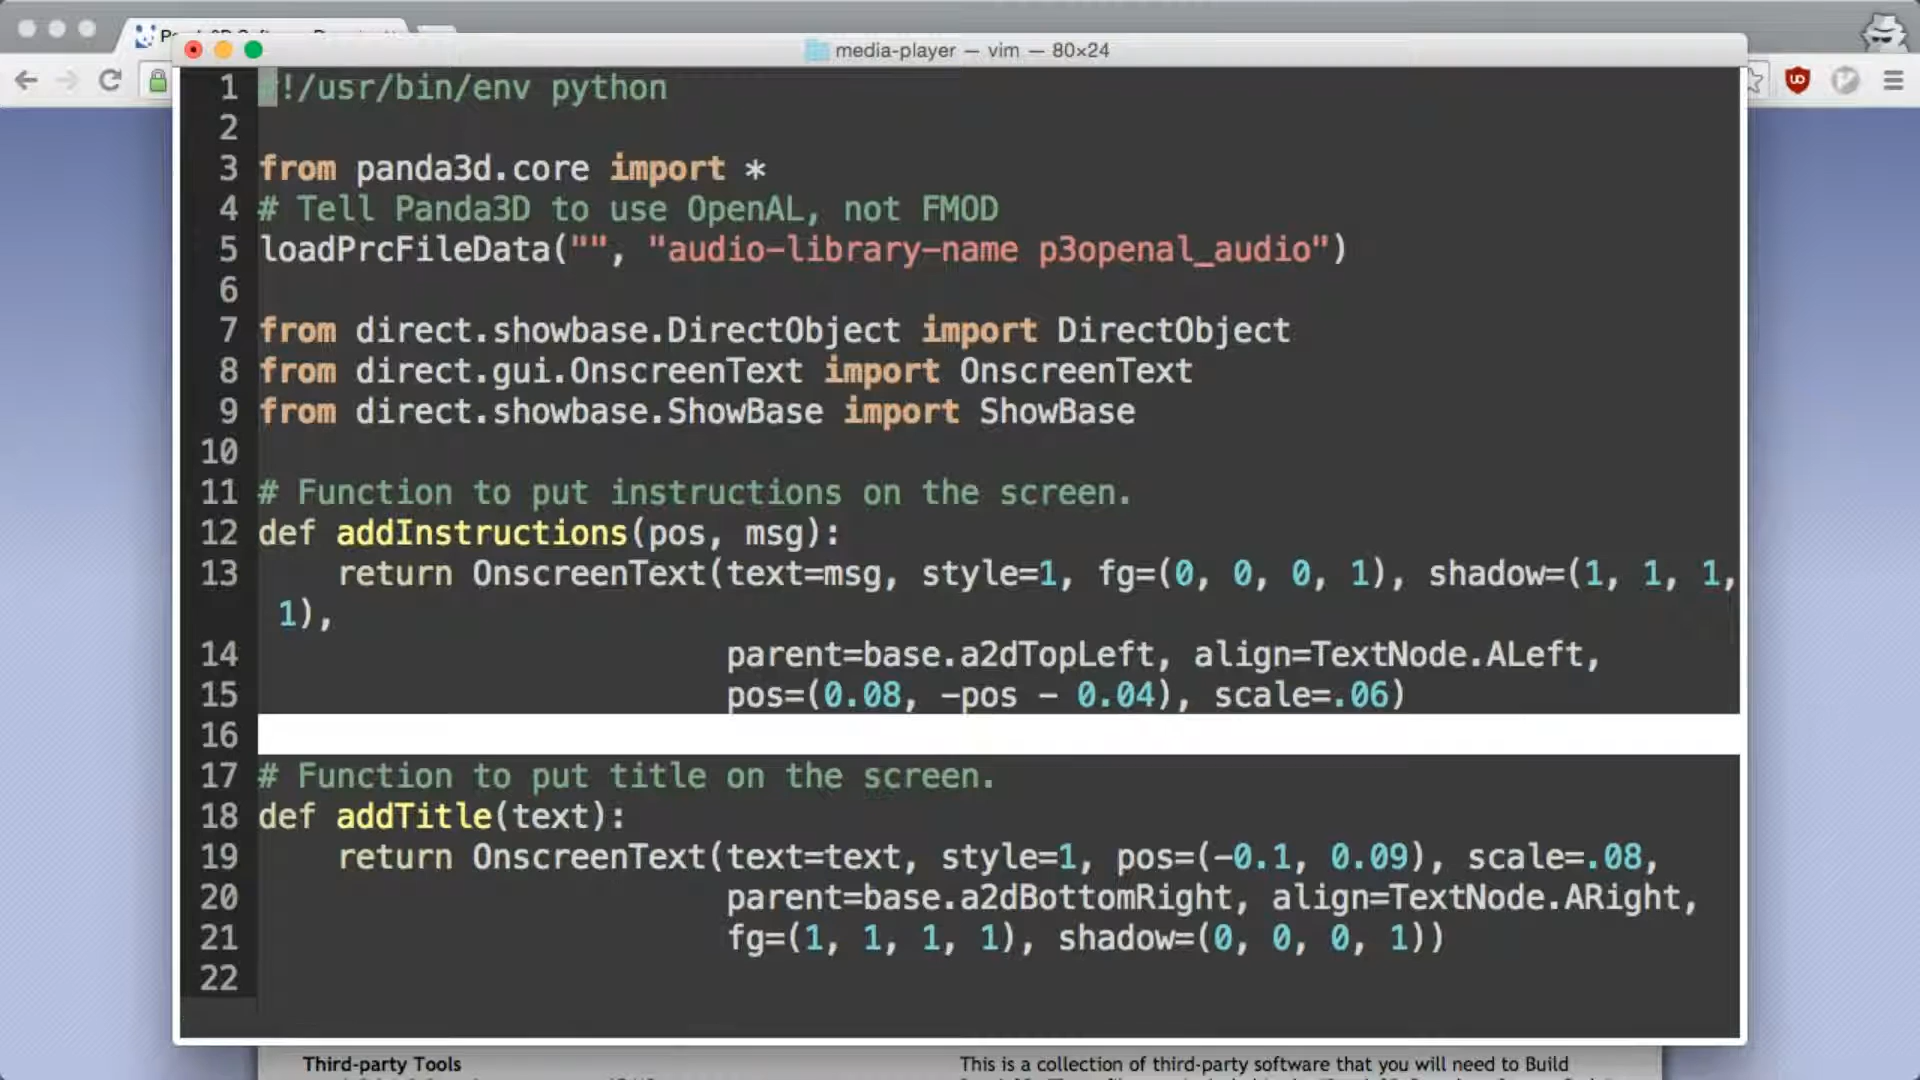 media-player — vim — 80×24
1 #!/usr/bin/env python
2
3 from panda3d.core import *
4 # Tell Panda3D to use OpenAL, not FMOD
5 loadPrcFileData("", "audio-library-name p3openal_audio")
6
7 from direct.showbase.DirectObject import DirectObject
8 from direct.gui.OnscreenText import OnscreenText
9 from direct.showbase.ShowBase import ShowBase
10
11 # Function to put instructions on the screen.
12 def addInstructions(pos, msg):
13     return OnscreenText(text=msg, style=1, fg=(0, 0, 0, 1), shadow=(1, 1, 1,
1),
14                         parent=base.a2dTopLeft, align=TextNode.ALeft,
15                         pos=(0.08, -pos - 0.04), scale=.06)
16
17 # Function to put title on the screen.
18 def addTitle(text):
19     return OnscreenText(text=text, style=1, pos=(-0.1, 0.09), scale=.08,
20                         parent=base.a2dBottomRight, align=TextNode.ARight,
21                         fg=(1, 1, 1, 1), shadow=(0, 0, 0, 1))
22
Third-party Tools
This is a collection of third-party software that you will need to Build